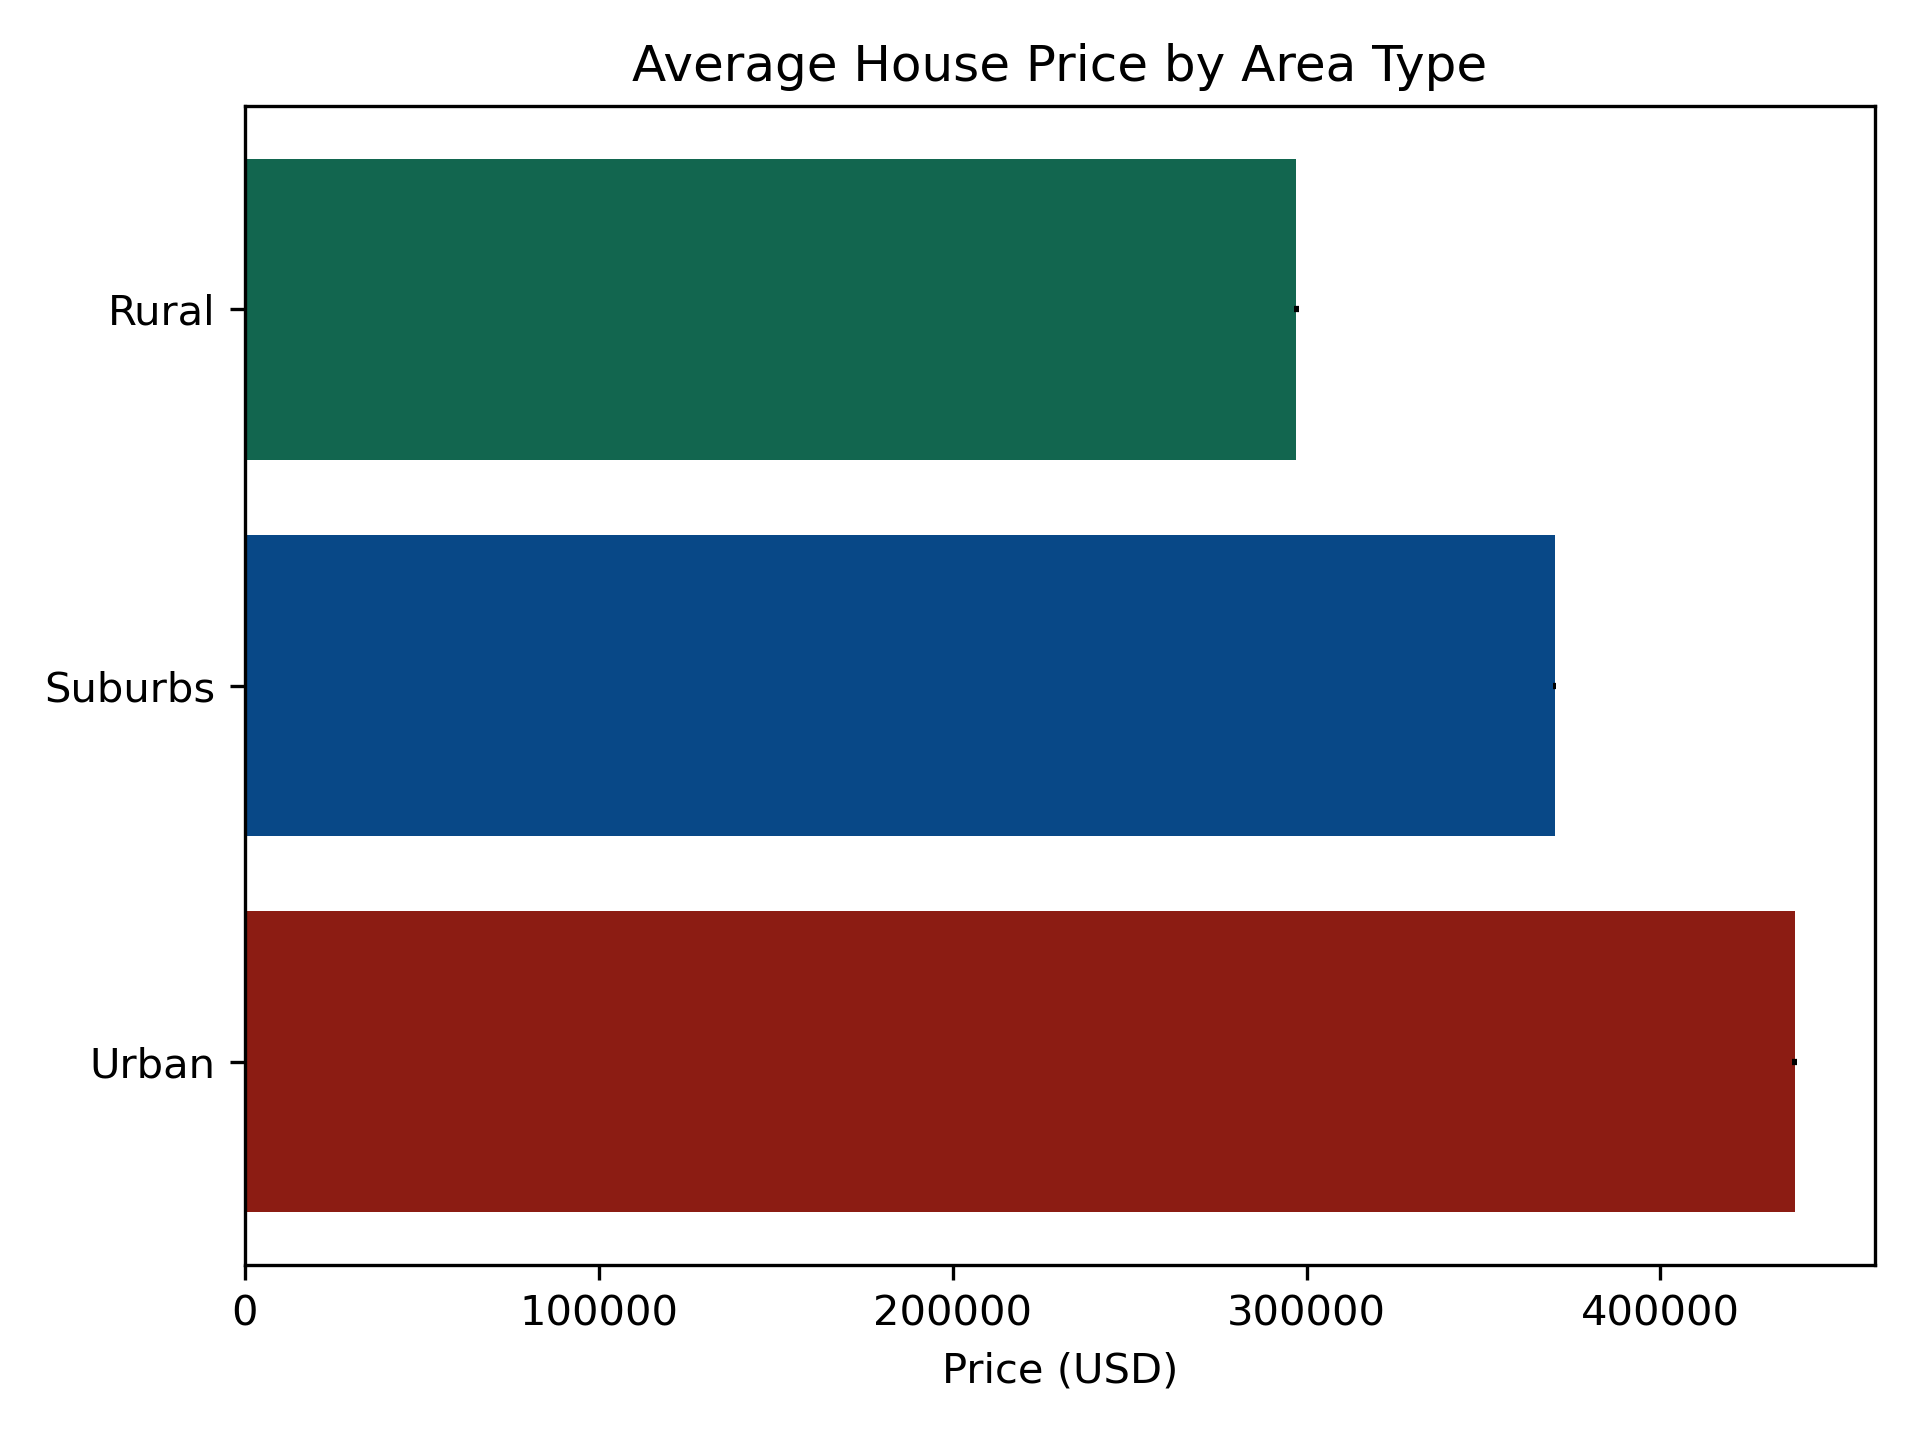 Average House Price by Area Type
Rural
Suburbs
Urban
0 100000 200000 300000 400000
Price (USD)